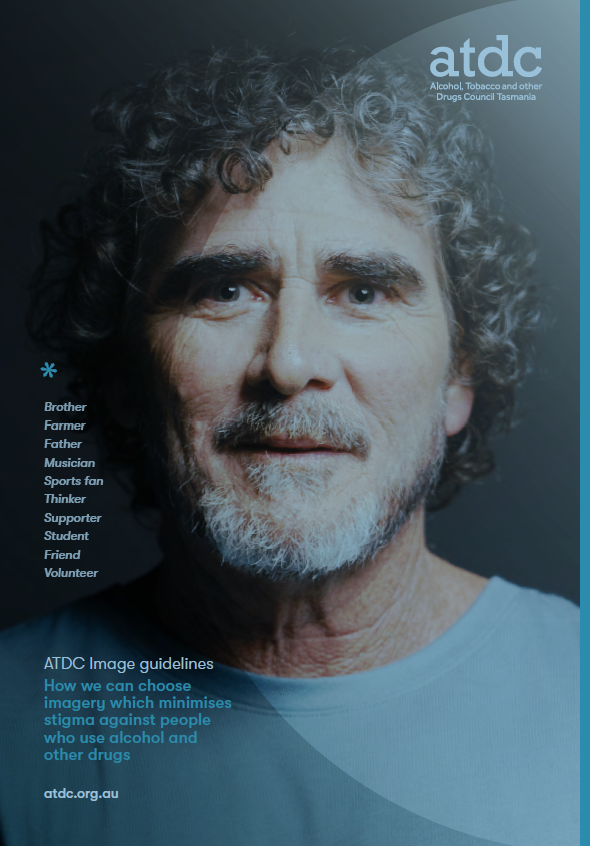 atdc
Alcohol, Tobacco and other
Drugs Council Tasmania
*
Brother
Farmer
Father
Musician
Sports fan
Thinker
Supporter
Student
Friend
Volunteer
ATDC Image guidelines
How we can choose
imagery which minimises
stigma against people
who use alcohol and
other drugs
atdc.org.au